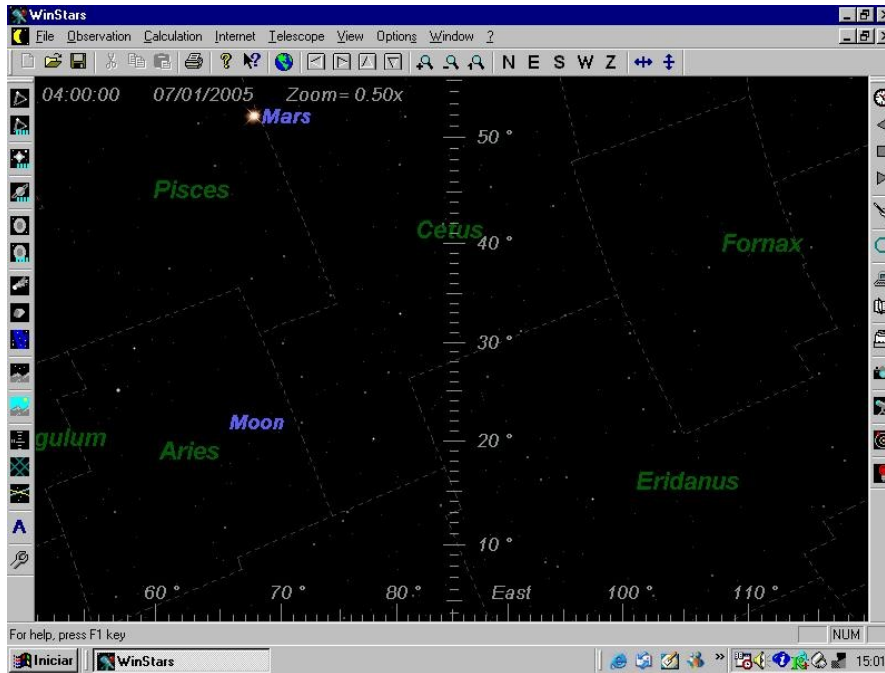 WinStars
File Observation Calculation Internet Telescope View Options Window ?
N E S W Z
04:00:00 07/01/2005 Zoom= 0.50x
Mars
50 °
Pisces
Cetus
40 °
Fornax
30 °
Moon
gulum
Aries
20 °
Eridanus
A
10 °
60 ° 70 ° 80 ° East 100 ° 110 °
For help, press F1 key
NUM
Iniciar WinStars » 15:01